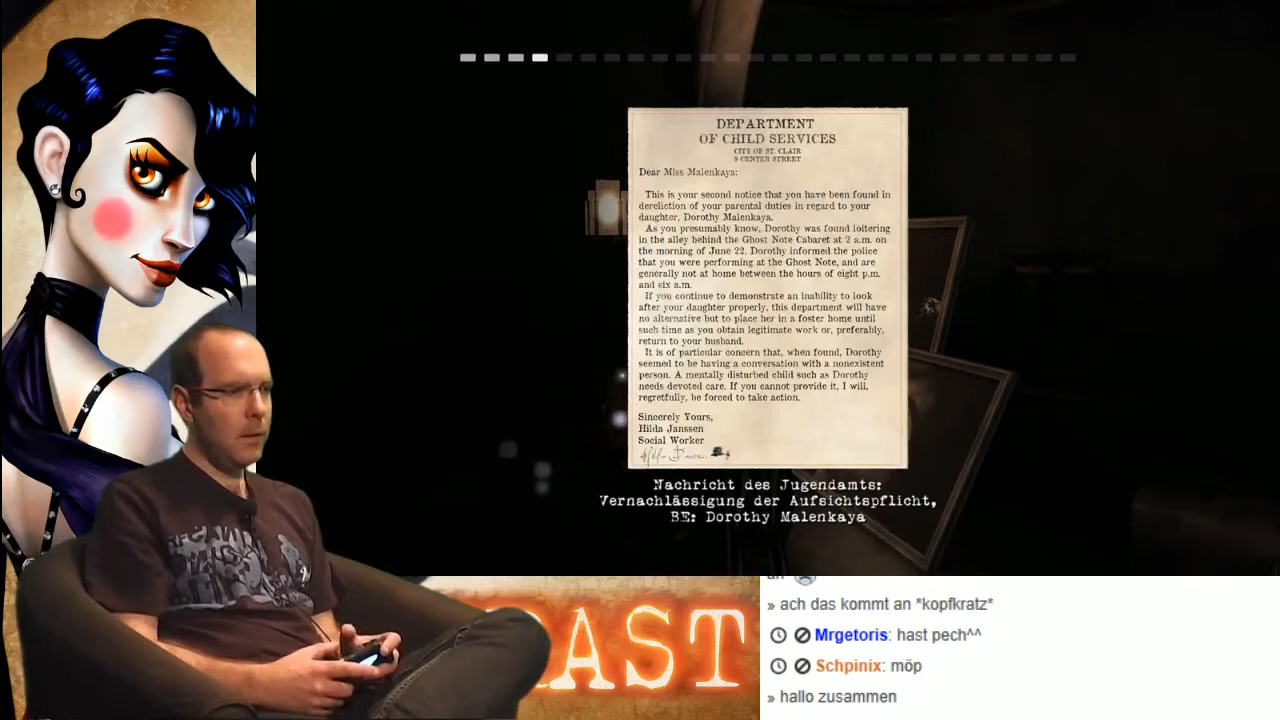 DEPARTMENT
OF CHILD SERVICES
CITY OF ST. CLAIR
9 CENTER STREET
Dear Miss Malenkaya:
This is your second notice that you have been found in
dereliction of your parental duties in regard to your
daughter, Dorothy Malenkaya.
As you presumably know, Dorothy was found loitering
in the alley behind the Ghost Note Cabaret at 2 a.m. on
the morning of June 22. Dorothy informed the police
that you were performing at the Ghost Note, and are
generally not at home between the hours of eight p.m.
and six a.m.
If you continue to demonstrate an inability to look
after your daughter properly, this department will have
no alternative but to place her in a foster home until
such time as you obtain legitimate work or, preferably,
return to your husband.
It is of particular concern that, when found, Dorothy
seemed to be having a conversation with a nonexistent
person. A mentally disturbed child such as Dorothy
needs devoted care. If you cannot provide it, I will,
regretfully, be forced to take action.
Sincerely Yours,
Hilda Janssen
Social Worker
Nachricht des Jugendamts:
Vernachlässigung der Aufsichtspflicht,
BE: Dorothy Malenkaya
» ach das kommt an *kopfkratz*
Mrgetoris: hast pech^^
Schpinix: möp
» hallo zusammen